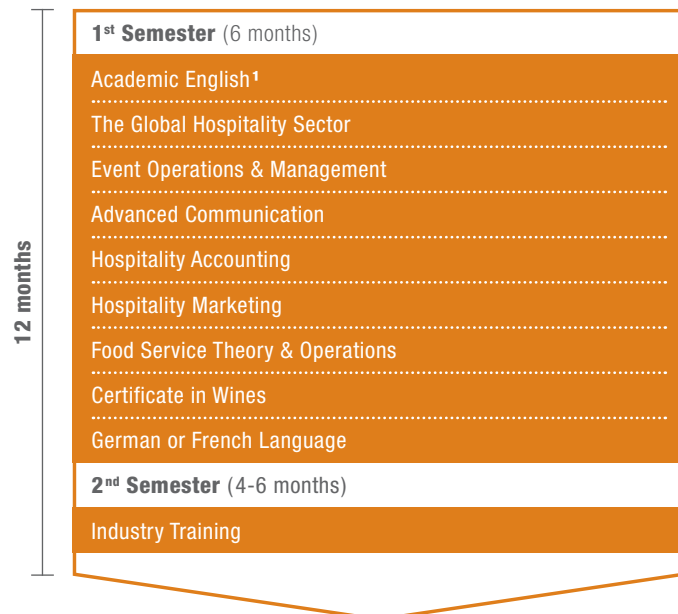 1st Semester (6 months)
Academic English1
The Global Hospitality Sector
Event Operations & Management
Advanced Communication
Hospitality Accounting
Hospitality Marketing
Food Service Theory & Operations
Certificate in Wines
German or French Language
2nd Semester (4-6 months)
Industry Training
12 months